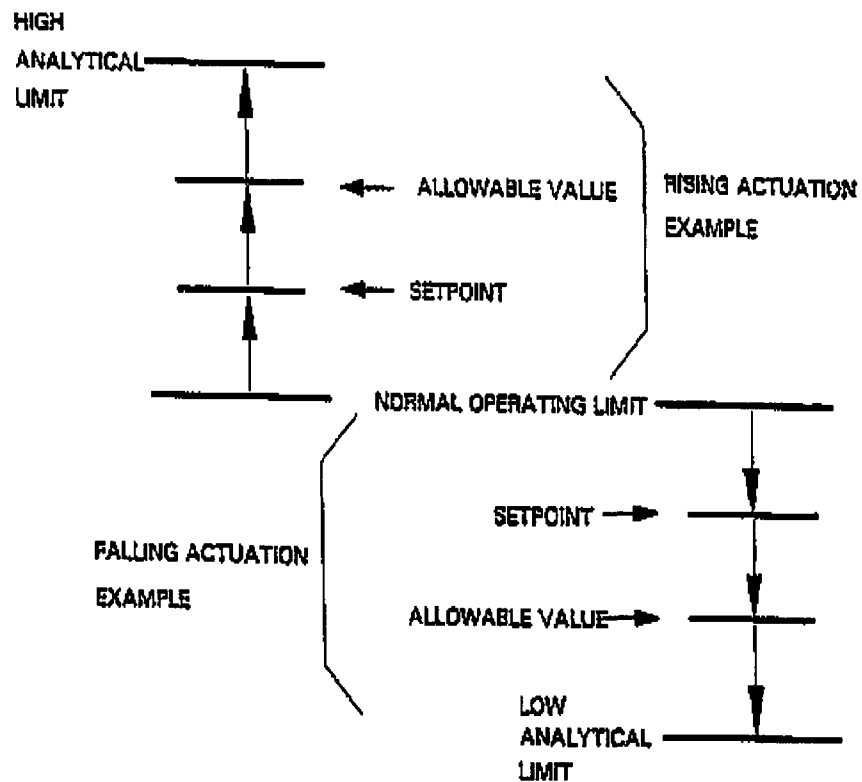 HIGH
ANALYTICAL
LIMIT
ALLOWABLE VALUE
RISING ACTUATION
EXAMPLE
SETPOINT
NORMAL OPERATING LIMIT
SETPOINT
FALLING ACTUATION
EXAMPLE
ALLOWABLE VALUE
LOW
ANALYTICAL
LIMIT